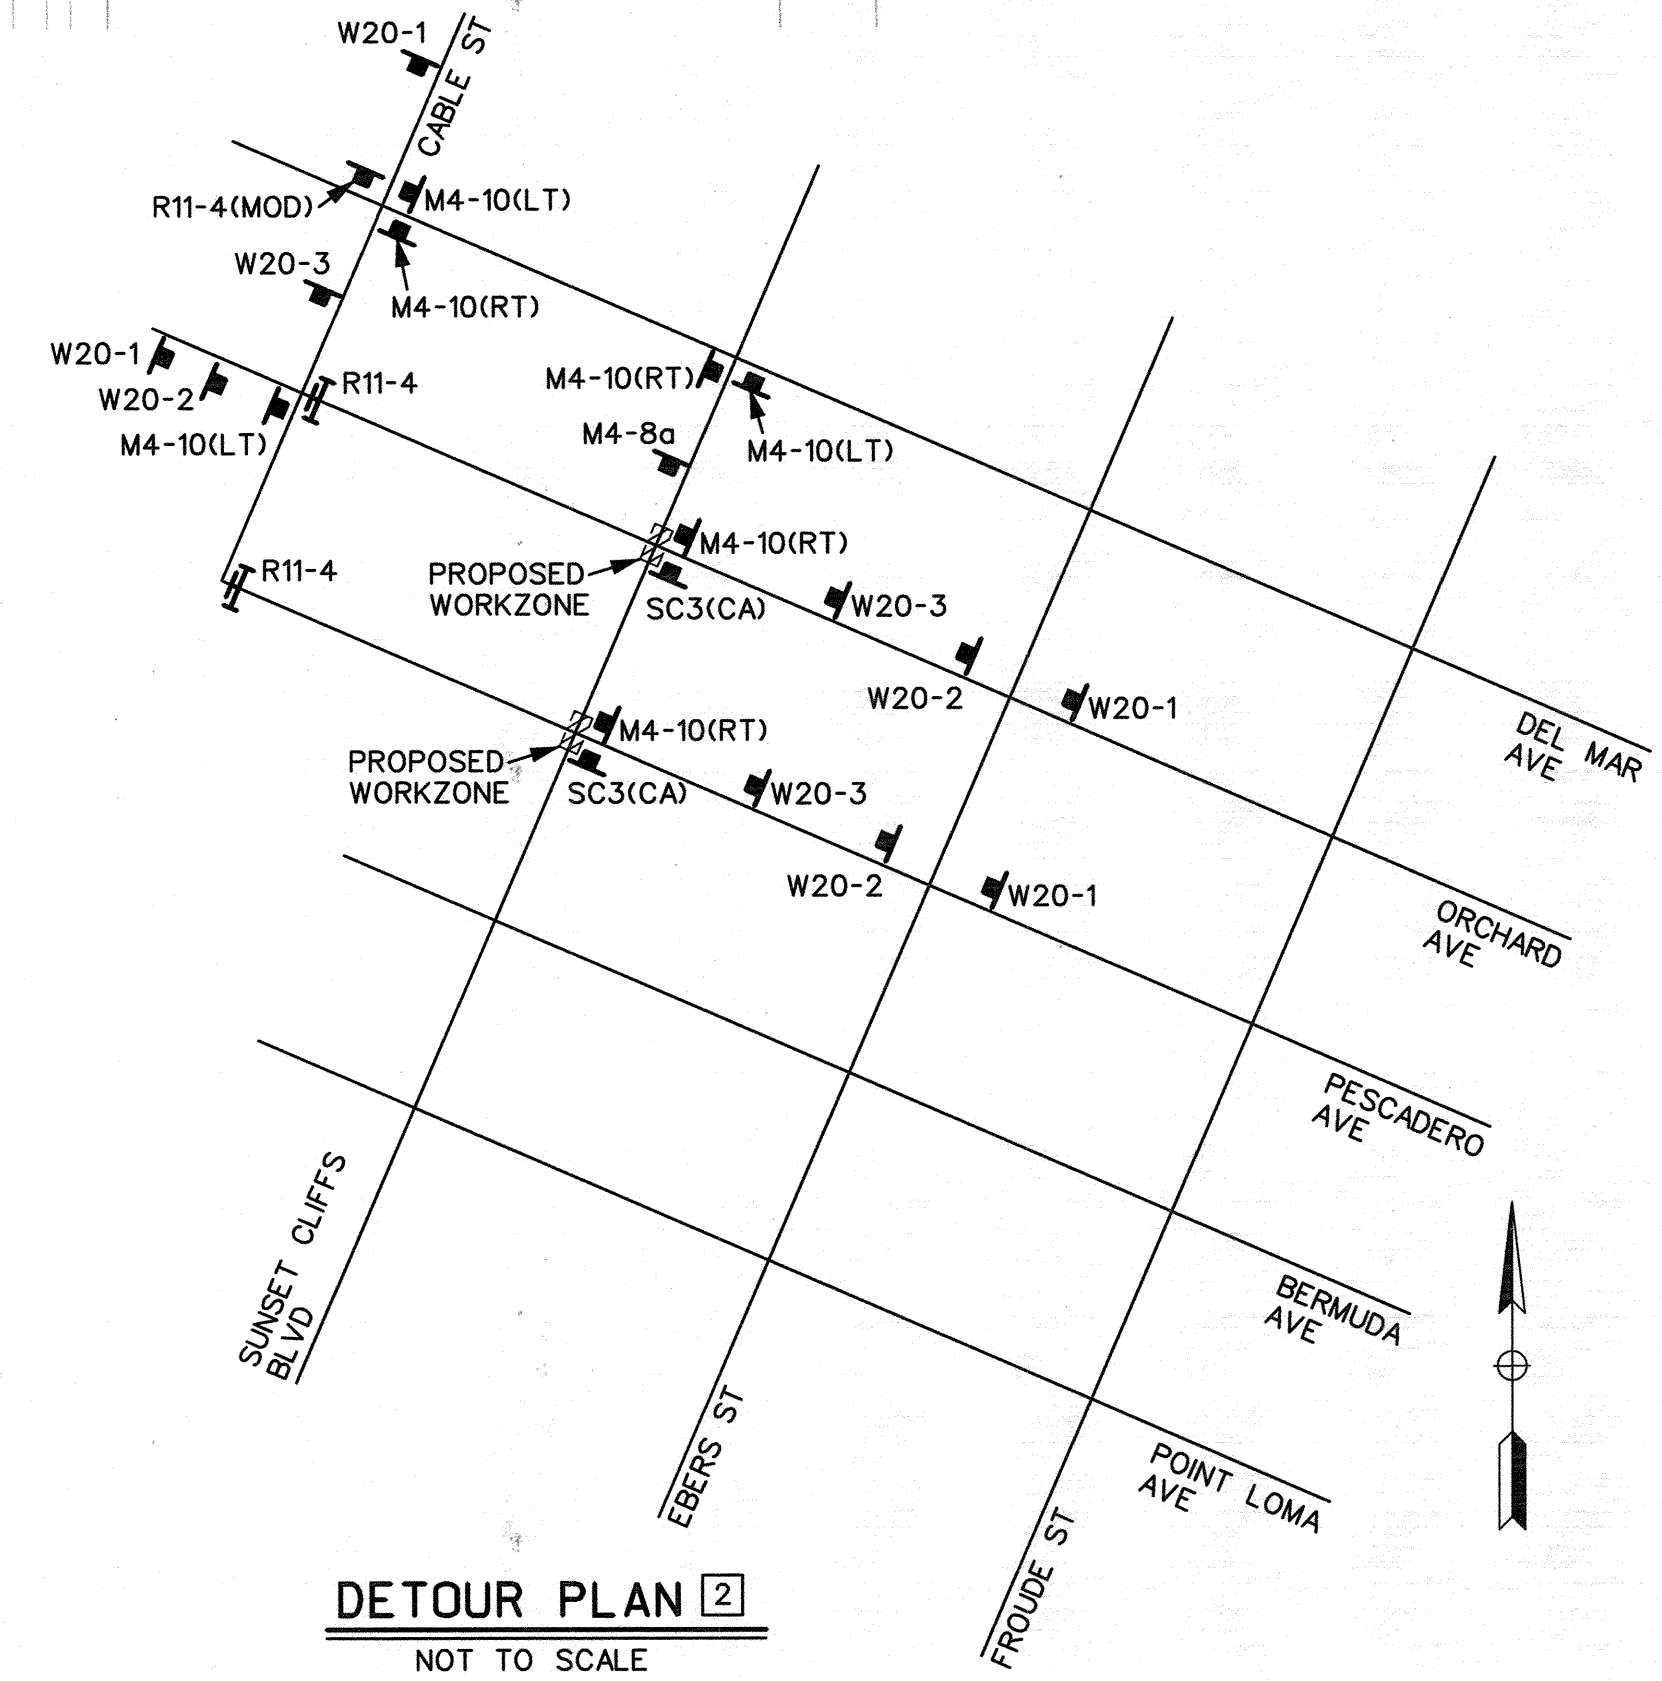 W20-1
CABLE ST
R11-4(MOD)
M4-10(LT)
W20-3
M4-10(RT)
W20-1
W20-2
R11-4
M4-10(LT)
M4-10(RT)
M4-8a
M4-10(LT)
M4-10(RT)
PROPOSED
WORKZONE
R11-4
SC3(CA)
W20-3
W20-2
W20-1
M4-10(RT)
PROPOSED
WORKZONE
SC3(CA)
W20-3
W20-2
W20-1
DEL MAR
AVE
ORCHARD
AVE
PESCADERO
AVE
BERMUDA
AVE
POINT LOMA
AVE
SUNSET CLIFFS
BLVD
EBERS ST
FROUDE ST
DETOUR PLAN 2
NOT TO SCALE